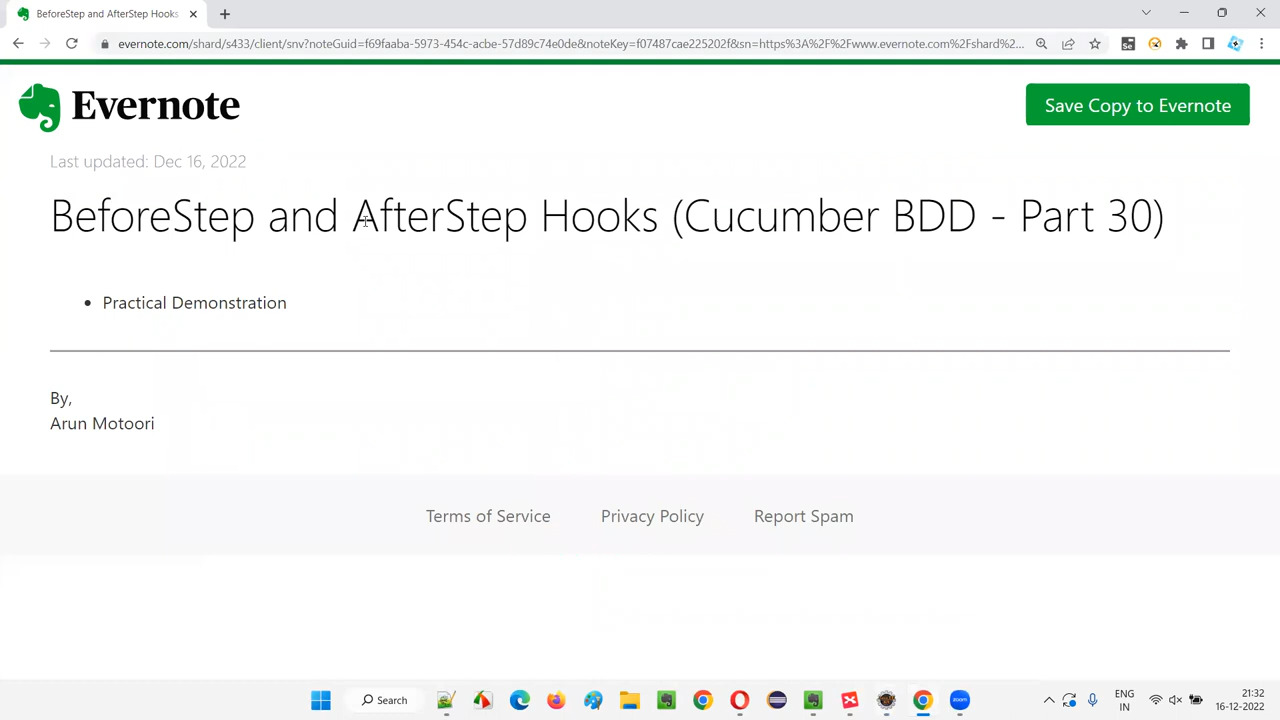 BeforeStep and AfterStep Hooks
evernote.com/shard/s433/client/snv?noteGuid=f69faaba-55f3-454c-acbe-57d89c74e0de&noteKey=f07487cae225202f&sn=https%3A%2F%2Fwww.evernote.com%2Fshard%2...
Evernote
Save Copy to Evernote
Last updated: Dec 16, 2022
BeforeStep and AfterStep Hooks (Cucumber BDD - Part 30)
• Practical Demonstration
By,
Arun Motoori
Terms of Service Privacy Policy Report Spam
Search
zoom
ENG
IN
21:32
16-12-2022